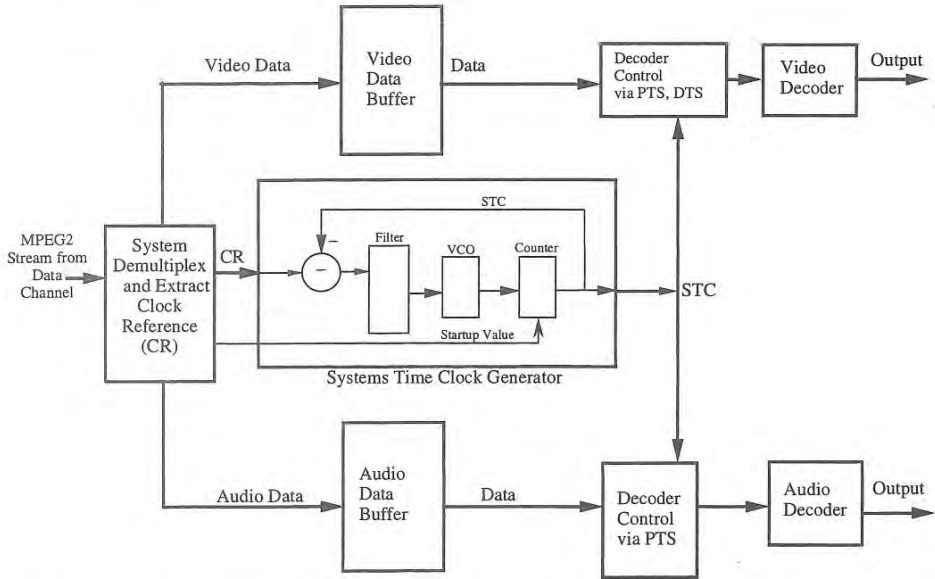 Video Data
Video
Data
Buffer
Data
Decoder
Control
via PTS, DTS
Video
Decoder
Output
MPEG2
Stream from
Data
Channel
System
Demultiplex
and Extract
Clock
Reference
(CR)
CR
STC
−
−
Filter
VCO
Counter
Startup Value
STC
Systems Time Clock Generator
Audio Data
Audio
Data
Buffer
Data
Decoder
Control
via PTS
Audio
Decoder
Output